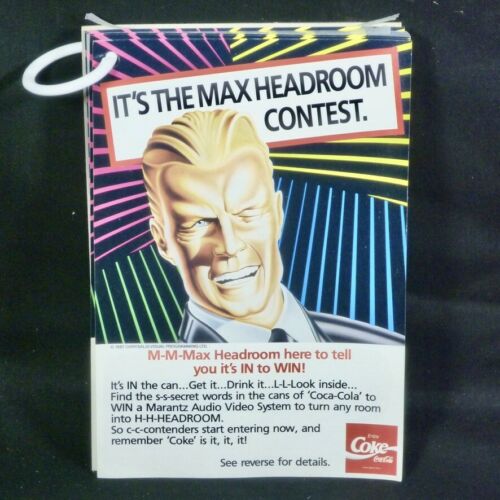 IT'S THE MAX HEADROOM
CONTEST.
M-M-Max Headroom here to tell
you it's IN to WIN!
It's IN the can...Get it...Drink it...L-L-Look inside...
Find the s-s-secret words in the cans of 'Coca-Cola' to
WIN a Marantz Audio Video System to turn any room
into H-H-HEADROOM.
So c-c-contenders start entering now, and
remember 'Coke' is it, it, it!
See reverse for details.
Enjoy
Coke